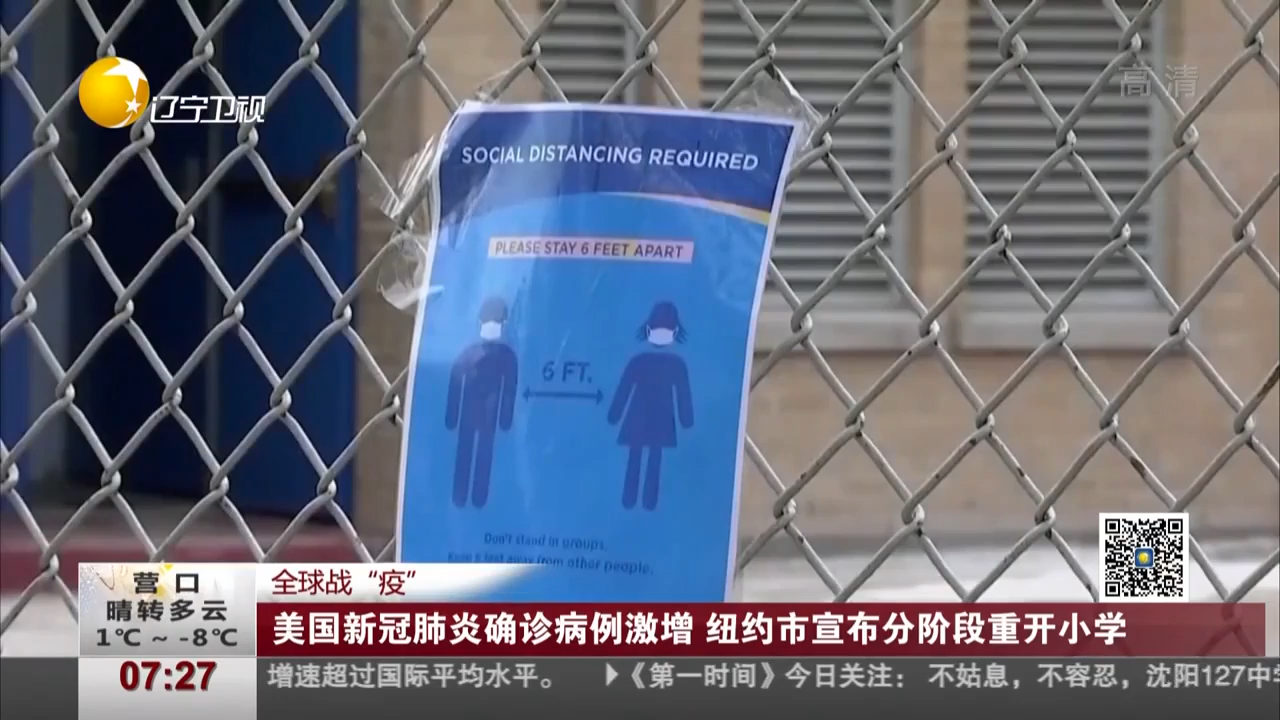 辽宁卫视
高清
SOCIAL DISTANCING REQUIRED
PLEASE STAY 6 FEET APART
6 FT.
Don't stand in groups.
Keep 6 feet away from other people.
营口
晴转多云
1℃～-8℃
07:27
全球战“疫”
美国新冠肺炎确诊病例激增 纽约市宣布分阶段重开小学
增速超过国际平均水平。 《第一时间》今日关注： 不姑息，不容忍，沈阳127中